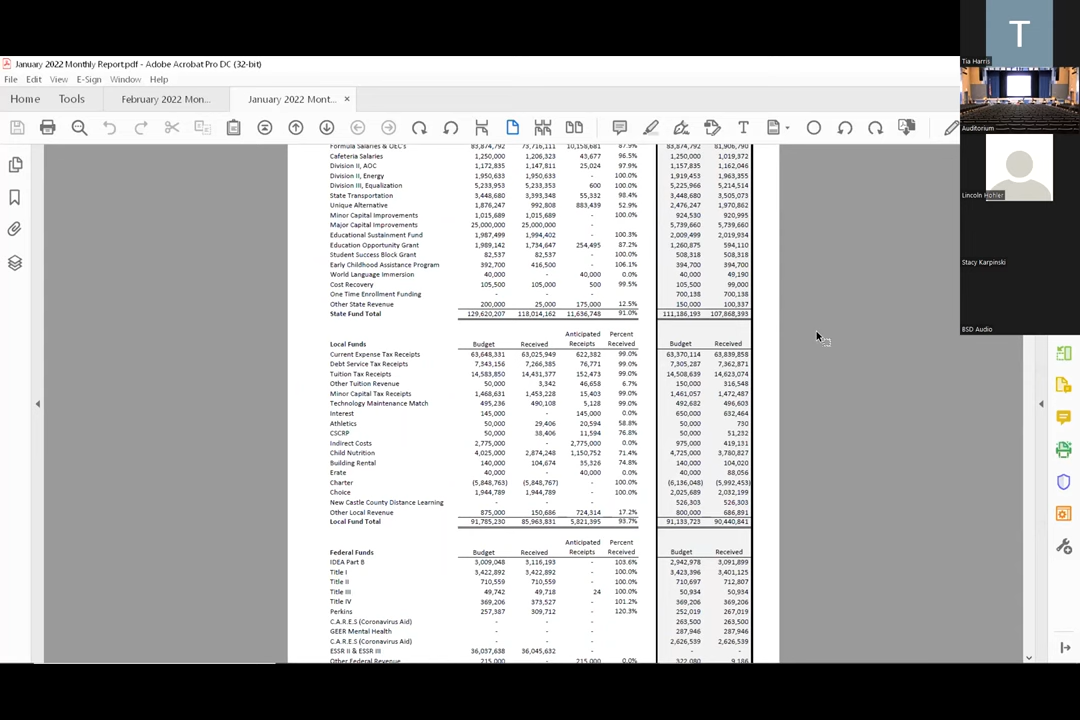 January 2022 Monthly Report.pdf - Adobe Acrobat Pro DC (32-bit)
File Edit View E-Sign Window Help
Home Tools February 2022 Mon... January 2022 Mont... ×
Formula Salaries & OEC's 83,874,792 73,716,111 10,158,681 87.9% 83,874,792 81,906,790
Cafeteria Salaries 1,250,000 1,206,323 43,677 96.5% 1,250,000 1,019,372
Division II, AOC 1,172,835 1,147,811 25,024 97.9% 1,157,835 1,162,046
Division II, Energy 1,950,633 1,950,633 - 100.0% 1,919,453 1,963,355
Division III, Equalization 5,233,953 5,233,353 600 100.0% 5,225,966 5,214,514
State Transportation 3,448,680 3,393,348 55,332 98.4% 3,448,680 3,505,073
Unique Alternative 1,876,247 992,808 883,439 52.9% 2,476,247 1,970,862
Minor Capital Improvements 1,015,689 1,015,689 - 100.0% 924,530 920,995
Major Capital Improvements 25,000,000 25,000,000 - 5,739,660 5,739,660
Educational Sustainment Fund 1,987,499 1,994,402 - 100.3% 2,009,499 2,019,934
Education Opportunity Grant 1,989,142 1,734,647 254,495 87.2% 1,260,875 594,110
Student Success Block Grant 82,537 82,537 - 100.0% 508,318 508,318
Early Childhood Assistance Program 392,700 416,500 - 106.1% 394,700 394,700
World Language Immersion 40,000 - 40,000 0.0% 40,000 49,190
Cost Recovery 105,500 105,000 500 99.5% 105,500 99,000
One Time Enrollment Funding - - - 700,138 700,138
Other State Revenue 200,000 25,000 175,000 12.5% 150,000 100,337
State Fund Total 129,620,207 118,014,162 11,636,748 91.0% 111,186,193 107,868,393
Anticipated Percent
Local Funds Budget Received Receipts Received Budget Received
Current Expense Tax Receipts 63,648,331 63,025,949 622,382 99.0% 63,370,114 63,839,858
Debt Service Tax Receipts 7,343,156 7,266,385 76,771 99.0% 7,305,287 7,362,871
Tuition Tax Receipts 14,583,850 14,431,377 152,473 99.0% 14,508,639 14,623,074
Other Tuition Revenue 50,000 3,342 46,658 6.7% 150,000 316,548
Minor Capital Tax Receipts 1,468,631 1,453,228 15,403 99.0% 1,461,057 1,472,487
Technology Maintenance Match 495,236 490,108 5,128 99.0% 492,682 496,603
Interest 145,000 - 145,000 0.0% 650,000 632,464
Athletics 50,000 29,406 20,594 58.8% 50,000 730
CSCRP 50,000 38,406 11,594 76.8% 50,000 51,232
Indirect Costs 2,775,000 - 2,775,000 0.0% 975,000 419,131
Child Nutrition 4,025,000 2,874,248 1,150,752 71.4% 4,725,000 3,780,827
Building Rental 140,000 104,674 35,326 74.8% 140,000 104,020
Erate 40,000 - 40,000 0.0% 40,000 88,056
Charter (5,848,763) (5,848,767) - 100.0% (6,136,048) (5,992,453)
Choice 1,944,789 1,944,789 - 100.0% 2,025,689 2,032,199
New Castle County Distance Learning - - - 526,303 526,303
Other Local Revenue 875,000 150,686 724,314 17.2% 800,000 686,891
Local Fund Total 91,785,230 85,963,831 5,821,395 93.7% 91,133,723 90,440,841
Anticipated Percent
Federal Funds Budget Received Receipts Received Budget Received
IDEA Part B 3,009,048 3,116,193 - 103.6% 2,942,978 3,091,899
Title I 3,422,892 3,422,892 - 100.0% 3,423,396 3,401,125
Title II 710,559 710,559 - 100.0% 710,697 712,807
Title III 49,742 49,718 24 100.0% 50,934 50,934
Title IV 369,206 373,527 - 101.2% 369,206 369,206
Perkins 257,387 309,712 - 120.3% 252,019 267,019
C.A.R.E.S (Coronavirus Aid) - - - 263,500 263,500
GEER Mental Health - - - 287,946 287,946
C.A.R.E.S (Coronavirus Aid) - - - 2,626,539 2,626,539
ESSR II & ESSR III 36,037,638 36,045,632 - - -
Other Federal Revenue 215,000 - 215,000 0.0% 322,080 9,186
T
Tia Harris
Auditorium
Lincoln Hohler
Stacy Karpinski
BSD Audio